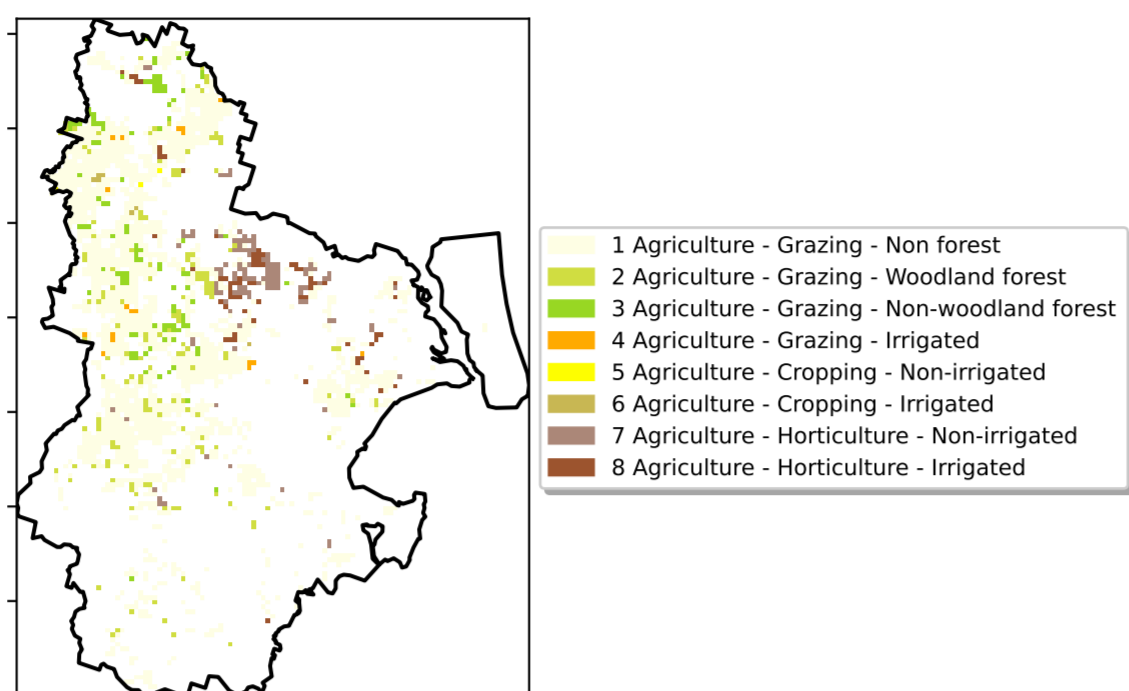 1 Agriculture - Grazing - Non forest
2 Agriculture - Grazing - Woodland forest
3 Agriculture - Grazing - Non-woodland forest
4 Agriculture - Grazing - Irrigated
5 Agriculture - Cropping - Non-irrigated
6 Agriculture - Cropping - Irrigated
7 Agriculture - Horticulture - Non-irrigated
8 Agriculture - Horticulture - Irrigated